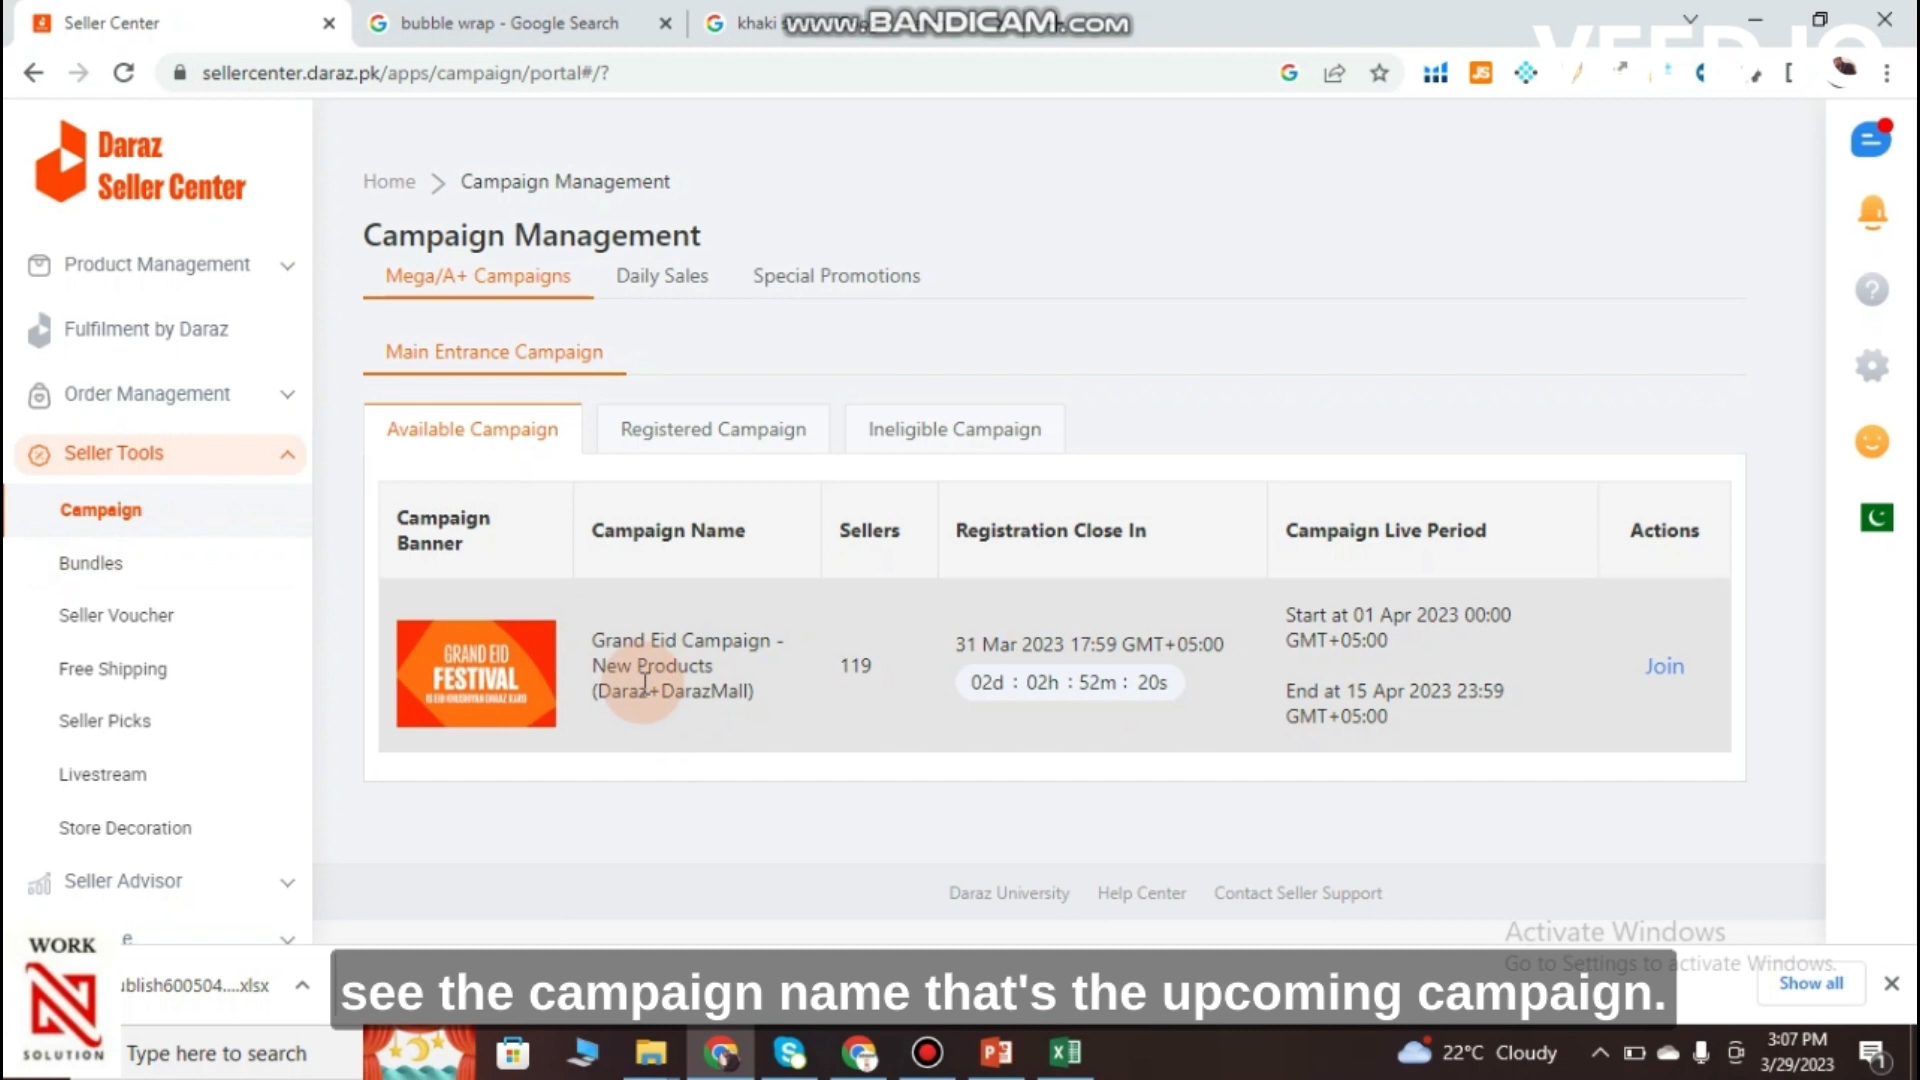 Seller Center
bubble wrap - Google Search
khaki
www.BANDICAM.com
sellercenter.daraz.pk/apps/campaign/portal#/?
Daraz
Seller Center
Product Management
Fulfilment by Daraz
Order Management
Seller Tools
Campaign
Bundles
Seller Voucher
Free Shipping
Seller Picks
Livestream
Store Decoration
Seller Advisor
Home > Campaign Management
Campaign Management
Mega/A+ Campaigns Daily Sales Special Promotions
Main Entrance Campaign
Available Campaign Registered Campaign Ineligible Campaign
Campaign
Banner
Campaign Name
Sellers
Registration Close In
Campaign Live Period
Actions
GRAND EID
FESTIVAL
Grand Eid Campaign -
New Products
(Daraz+DarazMall)
119
31 Mar 2023 17:59 GMT+05:00
02d : 02h : 52m : 20s
Start at 01 Apr 2023 00:00
GMT+05:00
End at 15 Apr 2023 23:59
GMT+05:00
Join
Daraz University Help Center Contact Seller Support
Activate Windows
Go to Settings to activate Windows.
WORK
N
SOLUTION
ublish600504....xlsx
see the campaign name that's the upcoming campaign.
Show all
Type here to search
22°C Cloudy
3:07 PM
3/29/2023
1